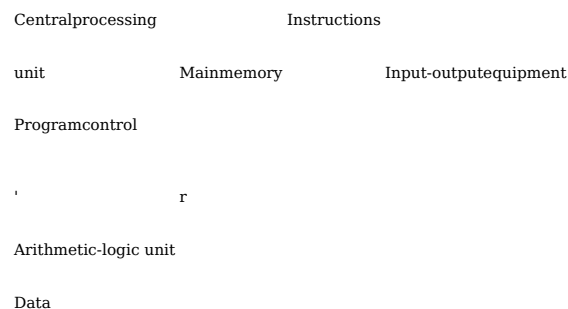 Centralprocessing Instructions
unit Mainmemory Input-outputequipment
Programcontrol
' r
Arithmetic-logic unit
Data